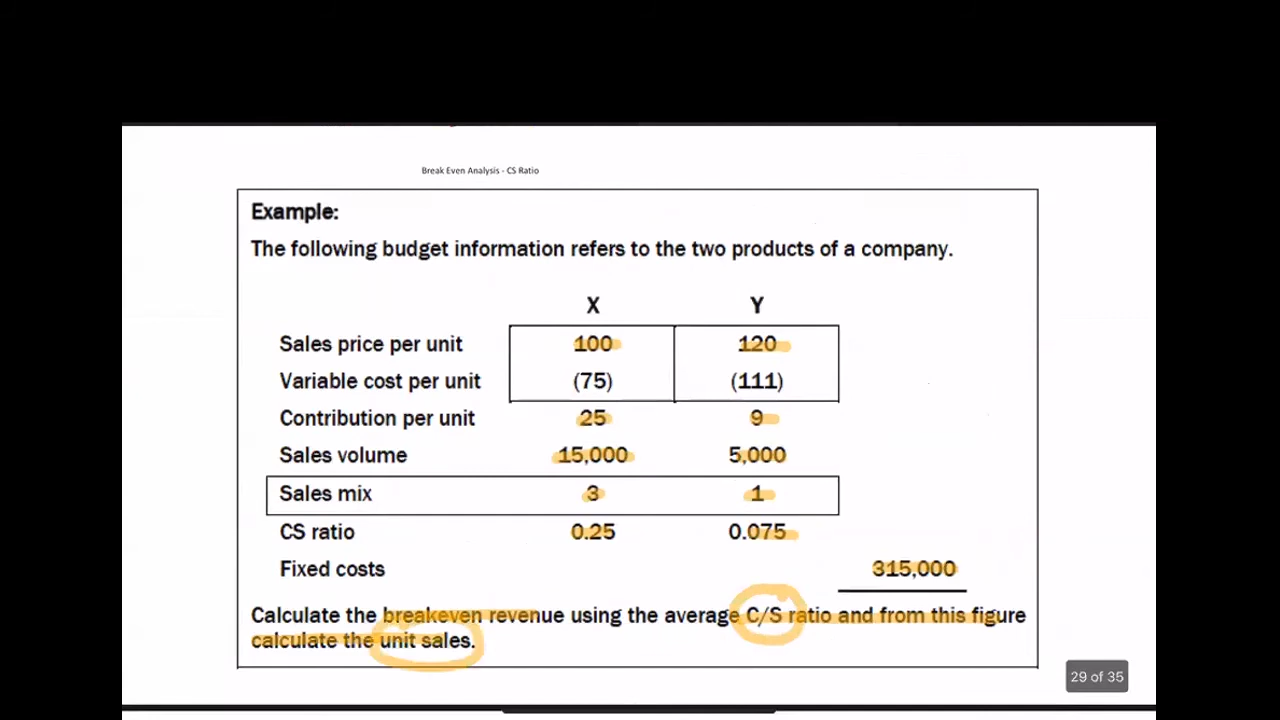 Break Even Analysis - CS Ratio
Example:
The following budget information refers to the two products of a company.
X Y
Sales price per unit 100 120
Variable cost per unit (75) (111)
Contribution per unit 25 9
Sales volume 15,000 5,000
Sales mix 3 1
CS ratio 0.25 0.075
Fixed costs 315,000
Calculate the breakeven revenue using the average C/S ratio and from this figure
calculate the unit sales.
29 of 35